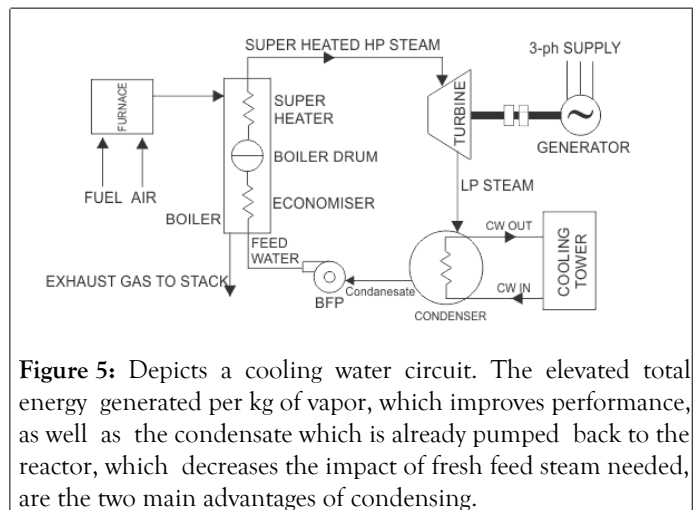 SUPER HEATED HP STEAM
3-ph SUPPLY
FURNACE
SUPER
HEATER
TURBINE
BOILER DRUM
GENERATOR
FUEL AIR
ECONOMISER
LP STEAM
BOILER
FEED
WATER
CW OUT
COOLING
TOWER
EXHAUST GAS TO STACK
BFP
Condanesate
CW IN
CONDENSER
Figure 5: Depicts a cooling water circuit. The elevated total
energy generated per kg of vapor, which improves performance,
as well as the condensate which is already pumped back to the
reactor, which decreases the impact of fresh feed steam needed,
are the two main advantages of condensing.